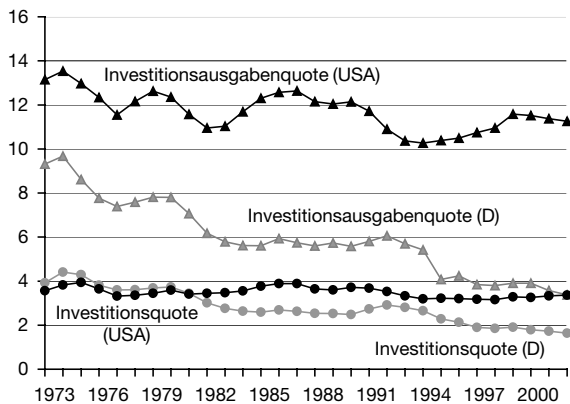 16
14
Investitionsausgabenquote (USA)
12
10
8
Investitionsausgabenquote (D)
6
4
Investitionsquote
(USA)
2
Investitionsquote (D)
0
1973 1976 1979 1982 1985 1988 1991 1994 1997 2000